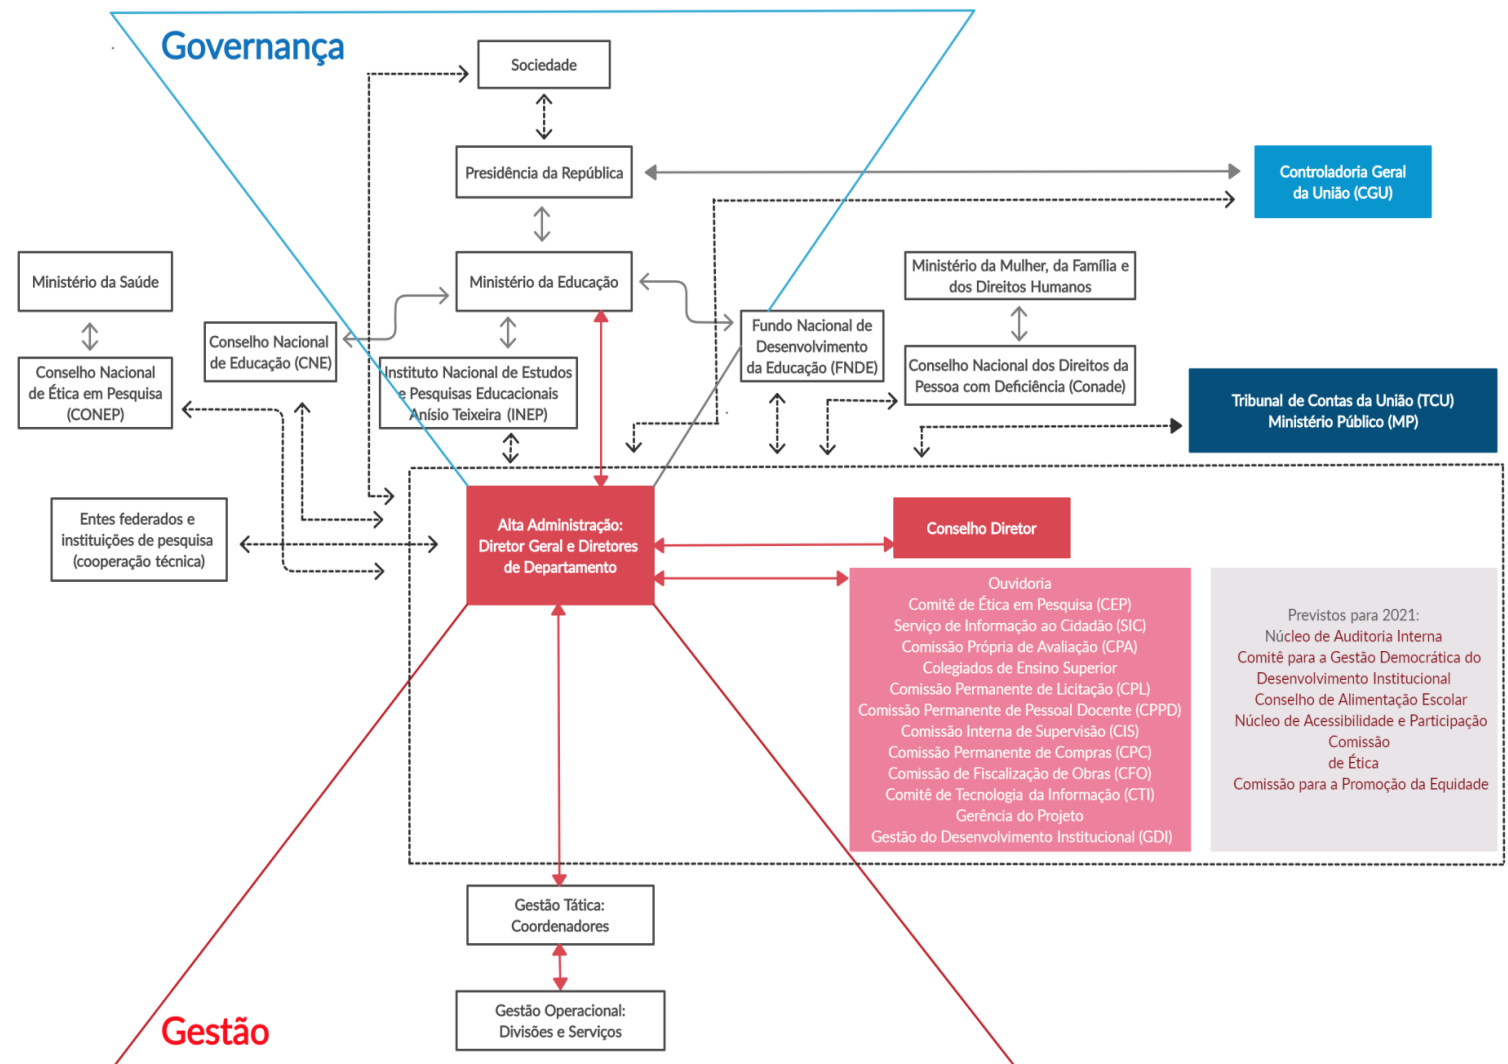 Governança
Sociedade
Presidência da República
Controladoria Geral
da União (CGU)
Ministério da Saúde
Ministério da Educação
Ministério da Mulher, da Família e
dos Direitos Humanos
Conselho Nacional
de Educação (CNE)
Fundo Nacional de
Desenvolvimento
da Educação (FNDE)
Conselho Nacional
de Ética em Pesquisa
(CONEP)
Instituto Nacional de Estudos
e Pesquisas Educacionais
Anísio Teixeira (INEP)
Conselho Nacional dos Direitos da
Pessoa com Deficiência (Conade)
Tribunal de Contas da União (TCU)
Ministério Público (MP)
Entes federados e
instituições de pesquisa
(cooperação técnica)
Alta Administração:
Diretor Geral e Diretores
de Departamento
Conselho Diretor
Ouvidoria
Comitê de Ética em Pesquisa (CEP)
Serviço de Informação ao Cidadão (SIC)
Comissão Própria de Avaliação (CPA)
Colegiados de Ensino Superior
Comissão Permanente de Licitação (CPL)
Comissão Permanente de Pessoal Docente (CPPD)
Comissão Interna de Supervisão (CIS)
Comissão Permanente de Compras (CPC)
Comissão de Fiscalização de Obras (CFO)
Comitê de Tecnologia da Informação (CTI)
Gerência do Projeto
Gestão do Desenvolvimento Institucional (GDI)
Previstos para 2021:
Núcleo de Auditoria Interna
Comitê para a Gestão Democrática do
Desenvolvimento Institucional
Conselho de Alimentação Escolar
Núcleo de Acessibilidade e Participação
Comissão
de Ética
Comissão para a Promoção da Equidade
Gestão Tática:
Coordenadores
Gestão Operacional:
Divisões e Serviços
Gestão